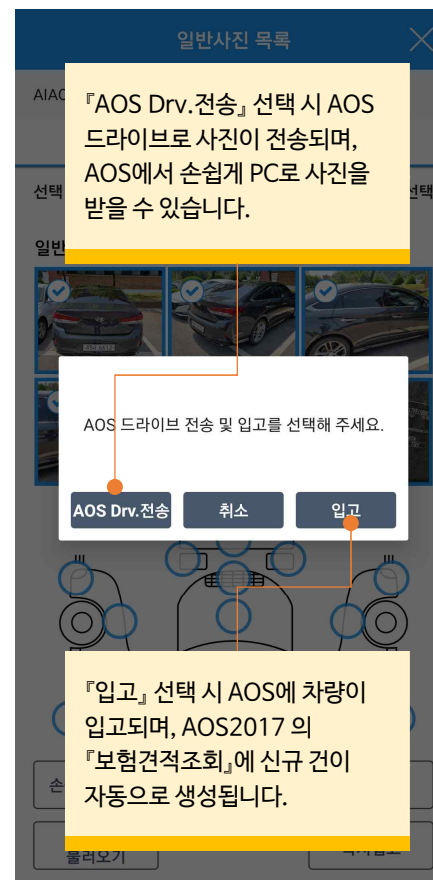 일반사진 목록
AIAC
『AOS Drv.전송』 선택 시 AOS
드라이브로 사진이 전송되며,
AOS에서 손쉽게 PC로 사진을
받을 수 있습니다.
선택
선택
일반
AOS 드라이브 전송 및 입고를 선택해 주세요.
AOS Drv.전송
취소
입고
『입고』 선택 시 AOS에 차량이
입고되며, AOS2017 의
『보험견적조회』에 신규 건이
자동으로 생성됩니다.
손
불러오기